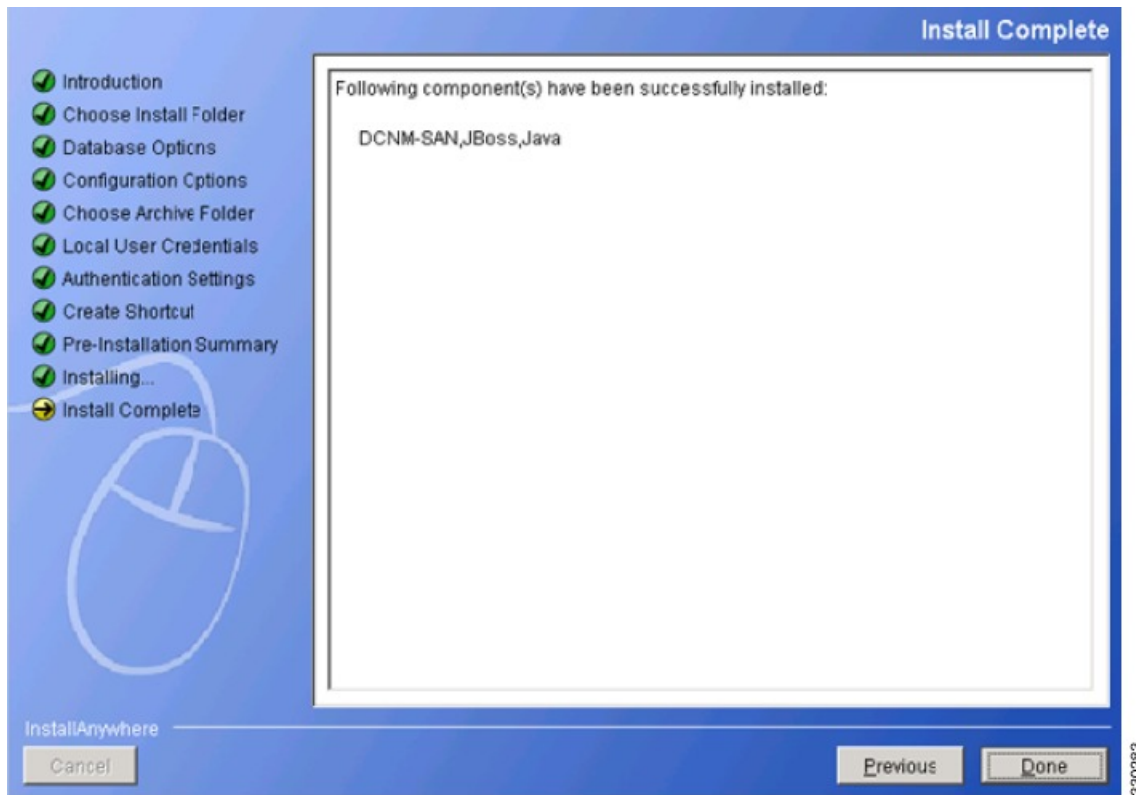 Install Complete
Introduction
Choose Install Folder
Database Options
Configuration Options
Choose Archive Folder
Local User Credentials
Authentication Settings
Create Shortcut
Pre-Installation Summary
Installing...
Install Complete
Following component(s) have been successfully installed:
DCNM-SAN,JBoss,Java
InstallAnywhere
Cancel
Previous
Done
330283